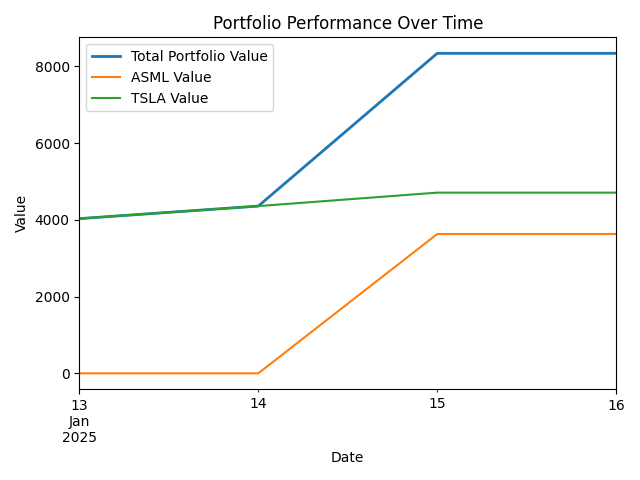 Portfolio Performance Over Time
Total Portfolio Value
ASML Value
TSLA Value
Value
8000
6000
4000
2000
0
13
Jan
2025
14
15
16
Date